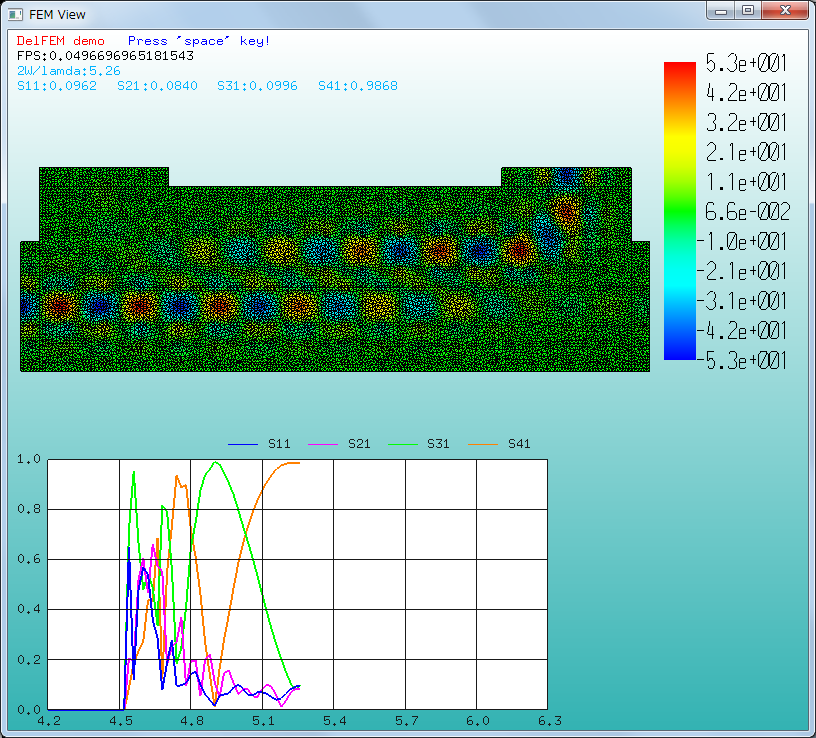 FEM View
DelFEM demo Press 'space' key!
FPS:0.0496696965181543
2W/lamda:5.26
S11:0.0962 S21:0.0840 S31:0.0996 S41:0.9868
5.3e+001
4.2e+001
3.2e+001
2.1e+001
1.1e+001
6.6e-002
-1.0e+001
-2.1e+001
-3.1e+001
-4.2e+001
-5.3e+001
S11 S21 S31 S41
1.0
0.8
0.6
0.4
0.2
0.0
4.2 4.5 4.8 5.1 5.4 5.7 6.0 6.3